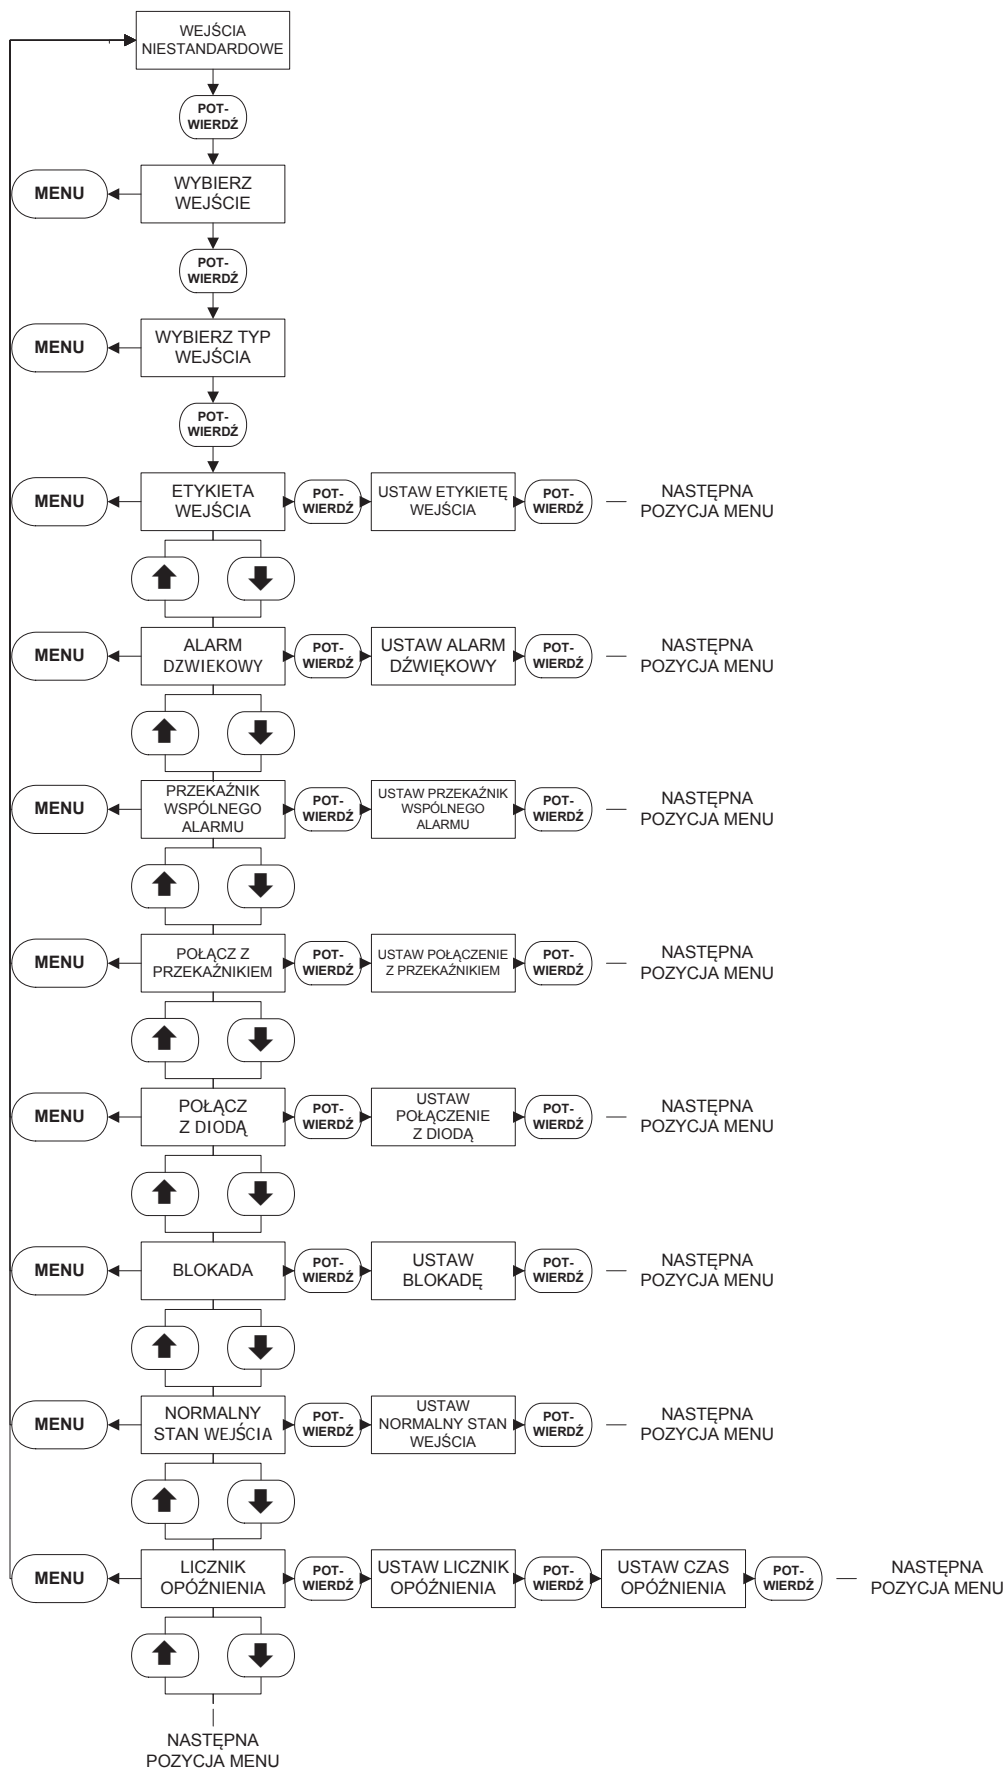 WEJŚCIA
NIESTANDARDOWE
POT-
WIERDŹ
MENU
WYBIERZ
WEJŚCIE
POT-
WIERDŹ
MENU
WYBIERZ TYP
WEJŚCIA
POT-
WIERDŹ
MENU
ETYKIETA
WEJŚCIA
POT-
WIERDŹ
USTAW ETYKIETĘ
WEJŚCIA
POT-
WIERDŹ
NASTĘPNA
POZYCJA MENU
MENU
ALARM
DZWIEKOWY
POT-
WIERDŹ
USTAW ALARM
DŹWIĘKOWY
POT-
WIERDŹ
NASTĘPNA
POZYCJA MENU
MENU
PRZEKAŹNIK
WSPÓLNEGO
ALARMU
POT-
WIERDŹ
USTAW PRZEKAŹNIK
WSPÓLNEGO
ALARMU
POT-
WIERDŹ
NASTĘPNA
POZYCJA MENU
MENU
POŁĄCZ Z
PRZEKAŹNIKIEM
POT-
WIERDŹ
USTAW POŁĄCZENIE
Z PRZEKAŹNIKIEM
POT-
WIERDŹ
NASTĘPNA
POZYCJA MENU
MENU
POŁĄCZ
Z DIODĄ
POT-
WIERDŹ
USTAW
POŁĄCZENIE
Z DIODĄ
POT-
WIERDŹ
NASTĘPNA
POZYCJA MENU
MENU
BLOKADA
POT-
WIERDŹ
USTAW
BLOKADĘ
POT-
WIERDŹ
NASTĘPNA
POZYCJA MENU
MENU
NORMALNY
STAN WEJŚCIA
POT-
WIERDŹ
USTAW
NORMALNY STAN
WEJŚCIA
POT-
WIERDŹ
NASTĘPNA
POZYCJA MENU
MENU
LICZNIK
OPÓŹNIENIA
POT-
WIERDŹ
USTAW LICZNIK
OPÓŹNIENIA
POT-
WIERDŹ
USTAW CZAS
OPÓŹNIENIA
POT-
WIERDŹ
NASTĘPNA
POZYCJA MENU
NASTĘPNA
POZYCJA MENU